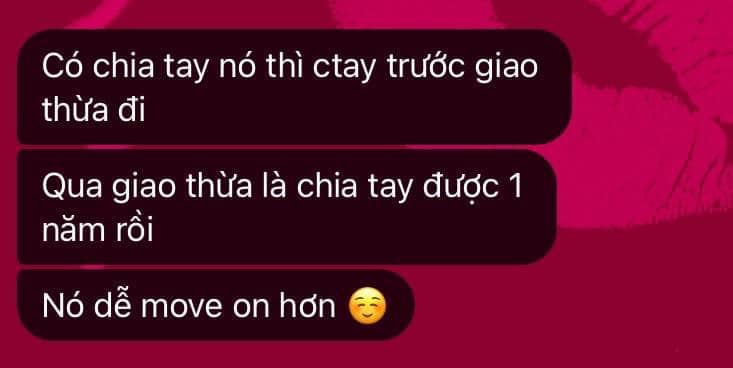 Có chia tay nó thì ctay trước giao
thừa đi
Qua giao thừa là chia tay được 1
năm rồi
Nó dễ move on hơn ☺️